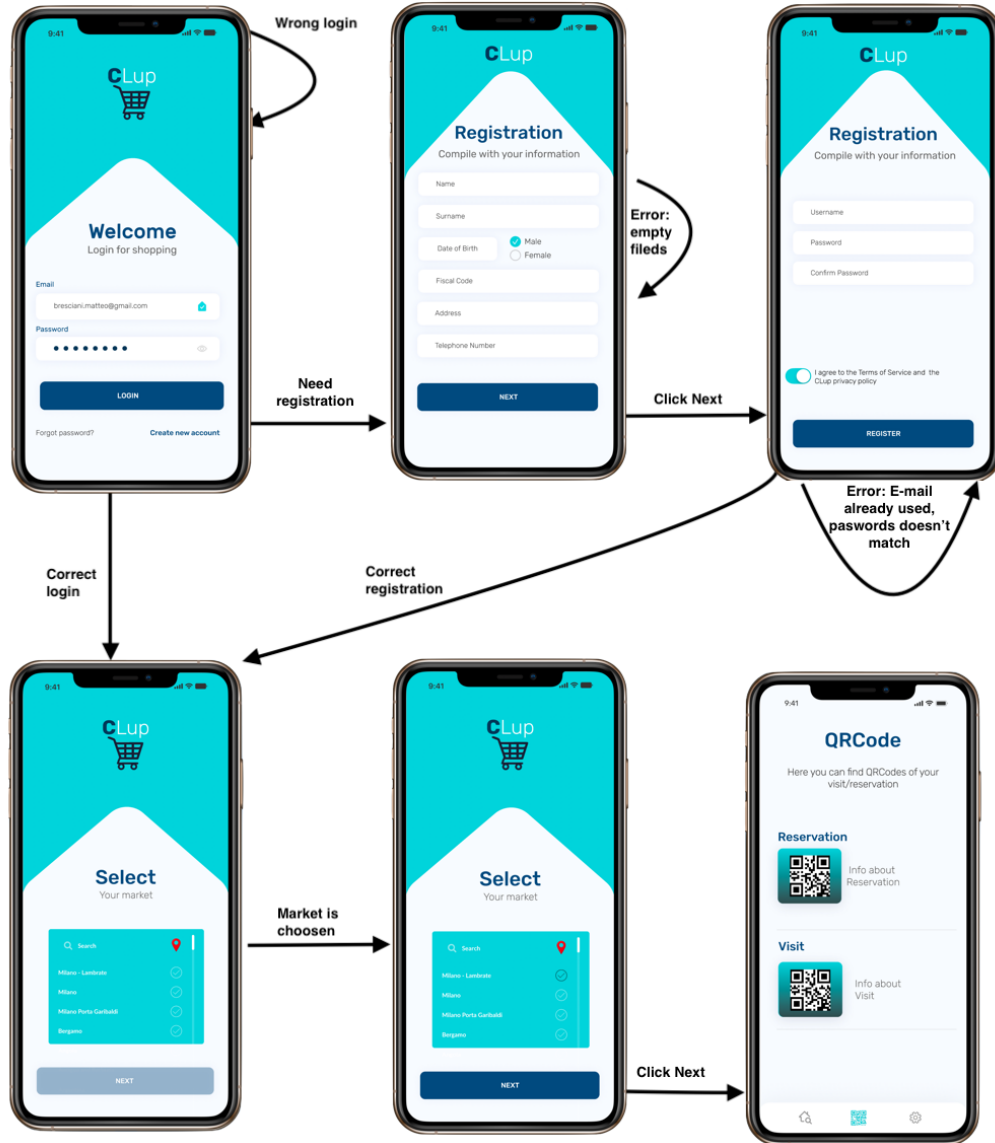 9:41
CLup
Welcome
Login for shopping
Email
bresciani.matteo@gmail.com
Password
LOGIN
Forgot password?
Create new account
Wrong login
Need
registration
9:41
CLup
Registration
Compile with your information
Name
Surname
Date of Birth
Male
Female
Fiscal Code
Address
Telephone Number
NEXT
Error:
empty
fileds
Click Next
9:41
CLup
Registration
Compile with your information
Username
Password
Confirm Password
I agree to the Terms of Service and the
CLup privacy policy
REGISTER
Error: E-mail
already used,
paswords doesn't
match
Correct
login
Correct
registration
9:41
CLup
Select
Your market
Search
Milano - Lambrate
Milano
Milano Porta Garibaldi
Bergamo
NEXT
Market is
choosen
9:41
CLup
Select
Your market
Search
Milano - Lambrate
Milano
Milano Porta Garibaldi
Bergamo
NEXT
Click Next
9:41
QRCode
Here you can find QRCodes of your
visit/reservation
Reservation
Info about
Reservation
Visit
Info about
Visit